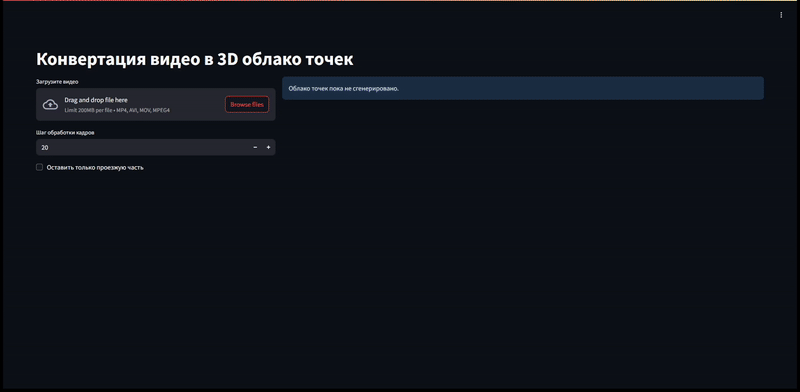 Конвертация видео в 3D облако точек
Загрузите видео
Drag and drop file here
Limit 200MB per file • MP4, AVI, MOV, MPEG4
Browse files
Шаг обработки кадров
20
Оставить только проезжую часть
Облако точек пока не сгенерировано.